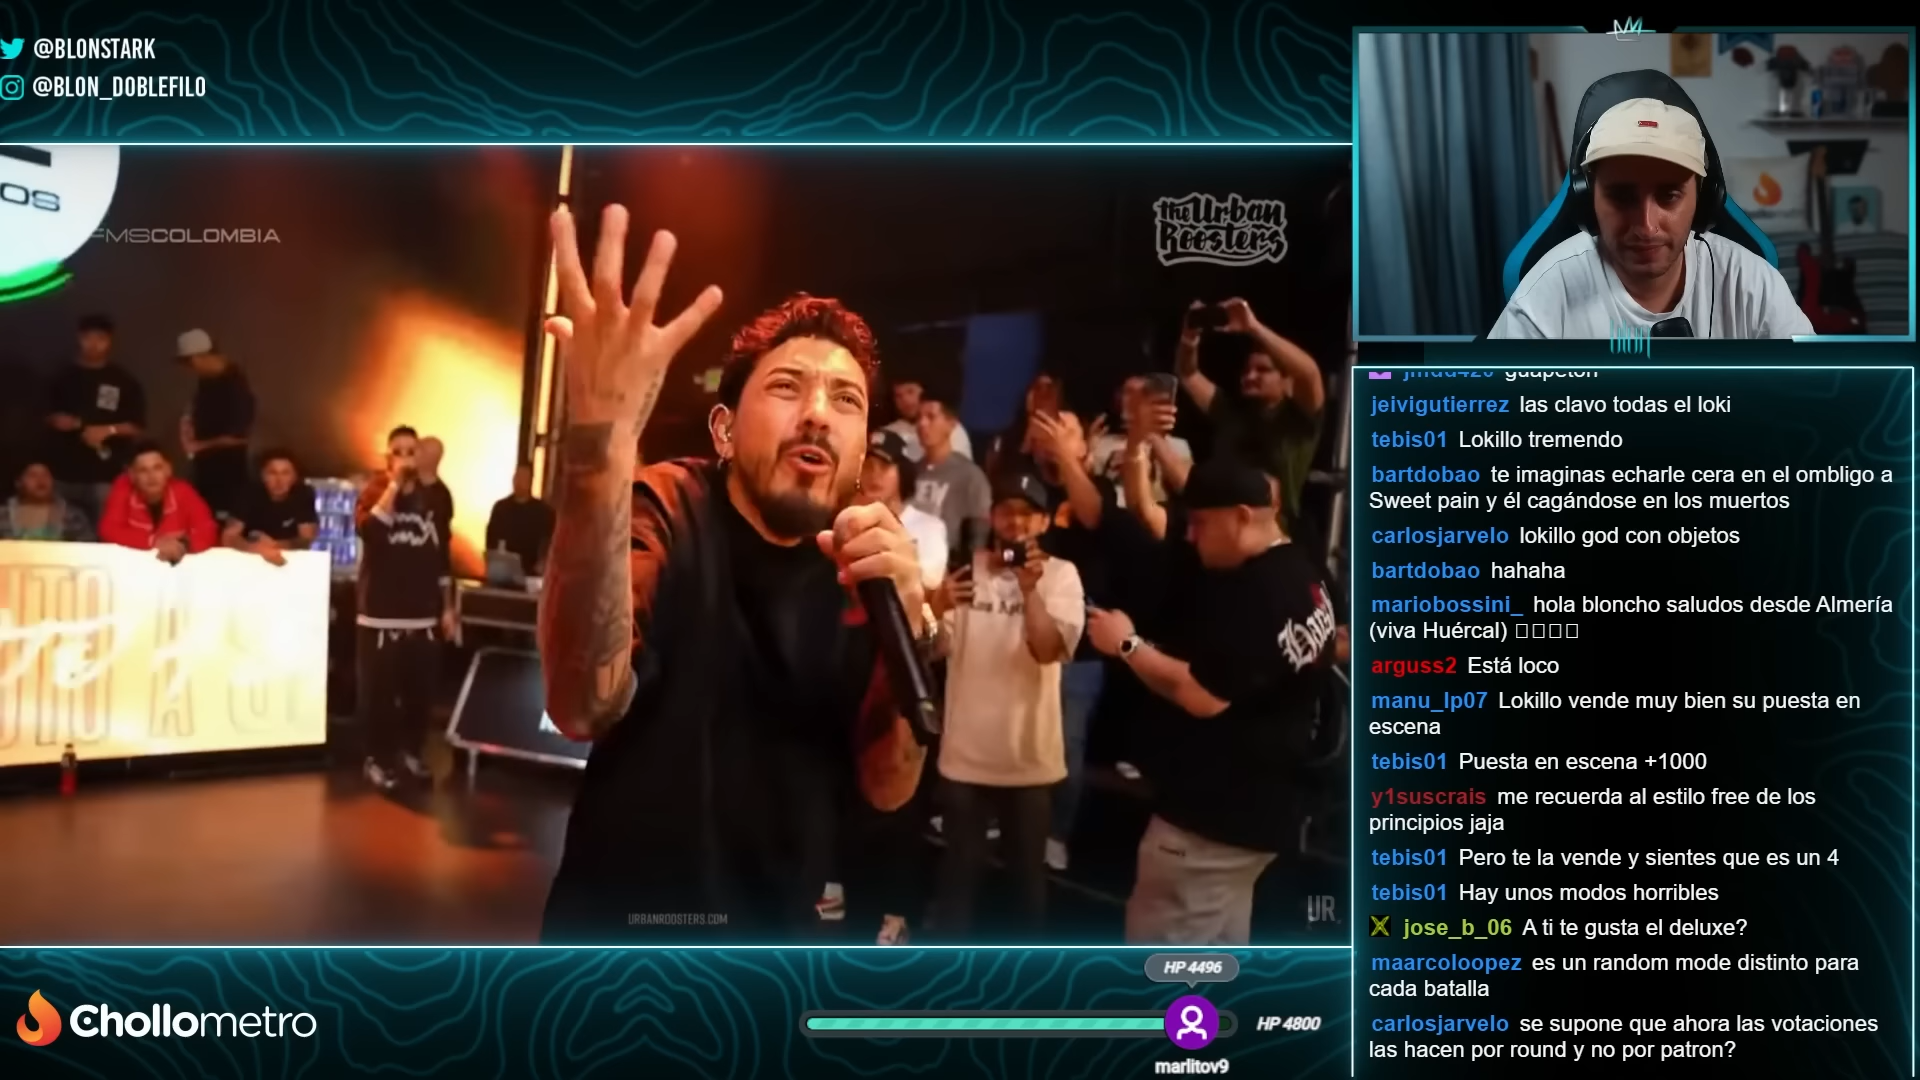 @BLONSTARK
@BLON_DOBLEFILO
OS
FMSCOLOMBIA
the Urban
Roosters
URBANROOSTERS.COM
UR.
Chollometro
HP 4496
HP 4800
marlitov9
guapeton
jeivigutierrez las clavo todas el loki
tebis01 Lokillo tremendo
bartdobao te imaginas echarle cera en el ombligo a
Sweet pain y él cagándose en los muertos
carlosjarvelo lokillo god con objetos
bartdobao hahaha
mariobossini_ hola bloncho saludos desde Almería
(viva Huércal) □□□□
arguss2 Está loco
manu_lp07 Lokillo vende muy bien su puesta en
escena
tebis01 Puesta en escena +1000
y1suscrais me recuerda al estilo free de los
principios jaja
tebis01 Pero te la vende y sientes que es un 4
tebis01 Hay unos modos horribles
jose_b_06 A ti te gusta el deluxe?
maarcoloopez es un random mode distinto para
cada batalla
carlosjarvelo se supone que ahora las votaciones
las hacen por round y no por patron?